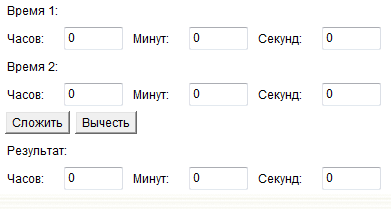 Время 1:
Часов: 0 Минут: 0 Секунд: 0
Время 2:
Часов: 0 Минут: 0 Секунд: 0
Сложить Вычесть
Результат:
Часов: 0 Минут: 0 Секунд: 0